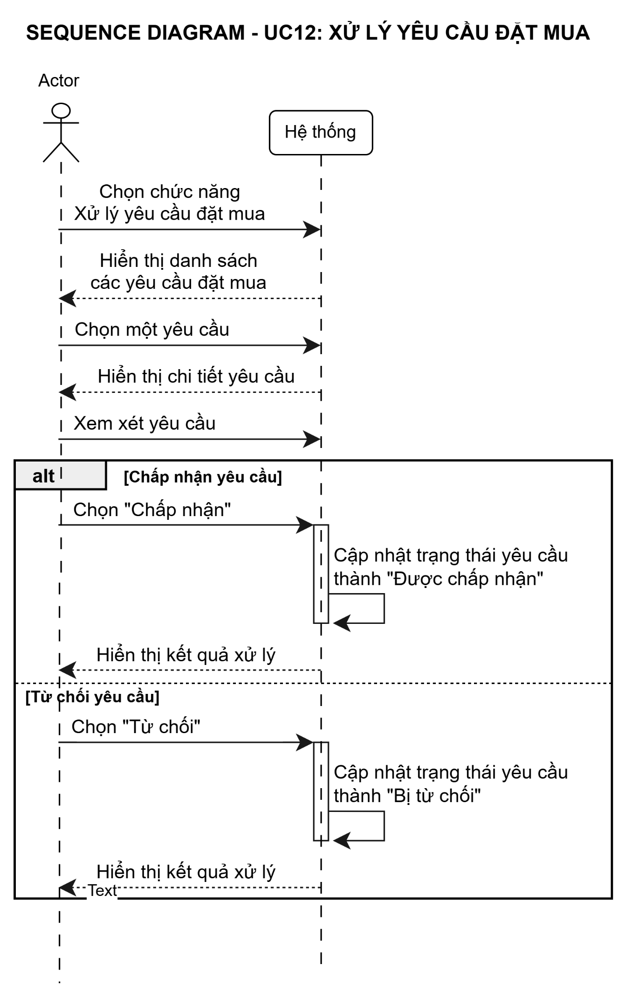 SEQUENCE DIAGRAM - UC12: XỬ LÝ YÊU CẦU ĐẶT MUA
Actor
Hệ thống
Chọn chức năng
Xử lý yêu cầu đặt mua
Hiển thị danh sách
các yêu cầu đặt mua
Chọn một yêu cầu
Hiển thị chi tiết yêu cầu
Xem xét yêu cầu
alt
[Chấp nhận yêu cầu]
Chọn "Chấp nhận"
Cập nhật trạng thái yêu cầu
thành "Được chấp nhận"
Hiển thị kết quả xử lý
[Từ chối yêu cầu]
Chọn "Từ chối"
Cập nhật trạng thái yêu cầu
thành "Bị từ chối"
Hiển thị kết quả xử lý
Text